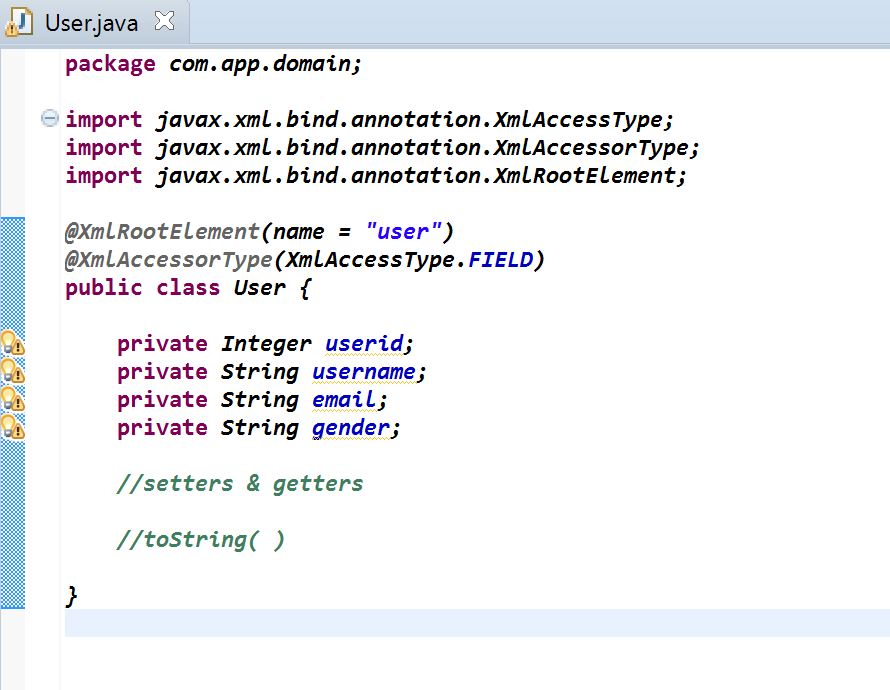 User.java
package com.app.domain;
import javax.xml.bind.annotation.XmlAccessType;
import javax.xml.bind.annotation.XmlAccessorType;
import javax.xml.bind.annotation.XmlRootElement;
@XmlRootElement(name = "user")
@XmlAccessorType(XmlAccessType.FIELD)
public class User {
private Integer userid;
private String username;
private String email;
private String gender;
//setters & getters
//toString( )
}